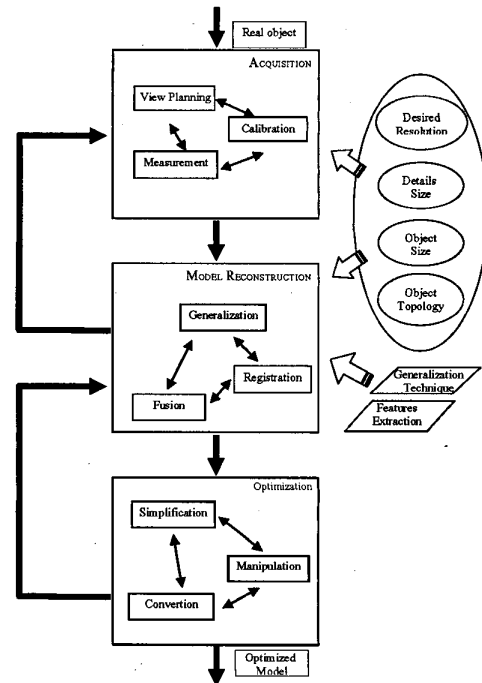 Real object
ACQUISITION
View Planning
Calibration
Measurement
Desired
Resolution
Details
Size
Object
Size
Object
Topology
MODEL RECONSTRUCTION
Generalization
Registration
Fusion
Generalization
Technique
Features
Extraction
Optimization
Simplification
Manipulation
Convertion
Optimized
Model